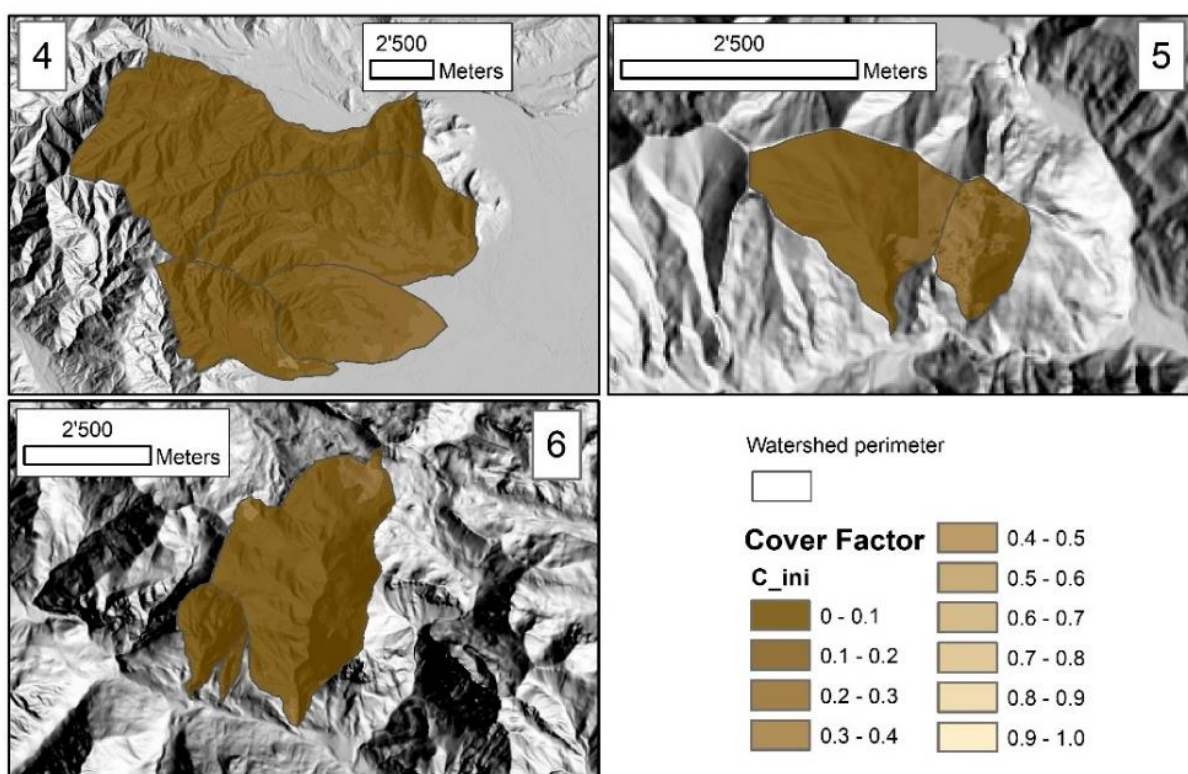 4
2'500
Meters
2'500
Meters
5
2'500
Meters
6
Watershed perimeter
Cover Factor
C_ini
0 - 0.1
0.1 - 0.2
0.2 - 0.3
0.3 - 0.4
0.4 - 0.5
0.5 - 0.6
0.6 - 0.7
0.7 - 0.8
0.8 - 0.9
0.9 - 1.0